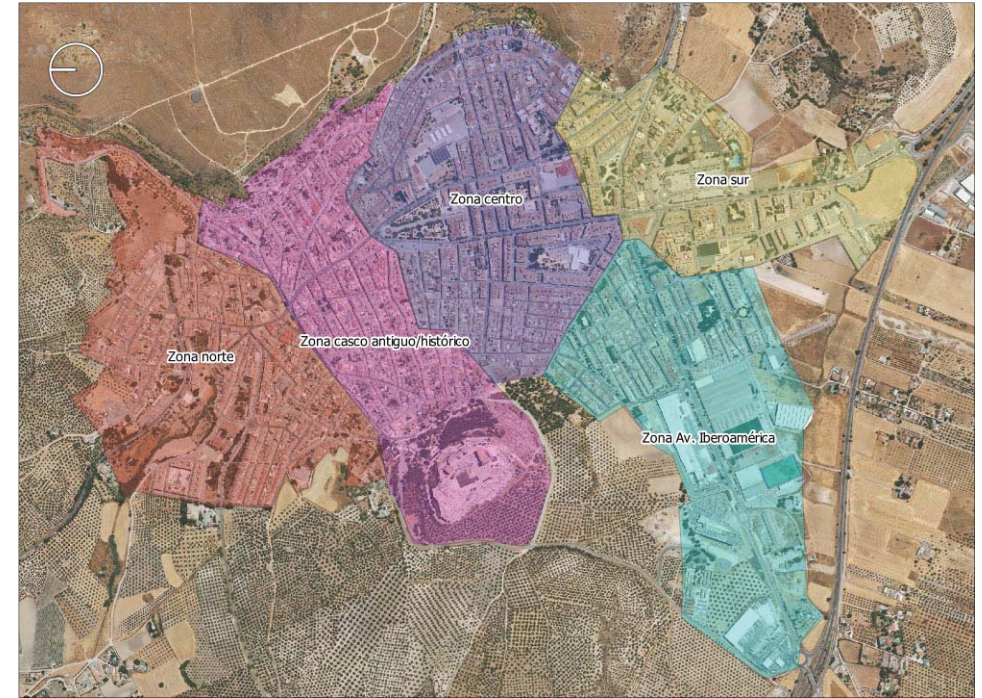 Zona sur
Zona centro
Zona casco antiguo/histórico
Zona norte
Zona Av. Iberoamérica